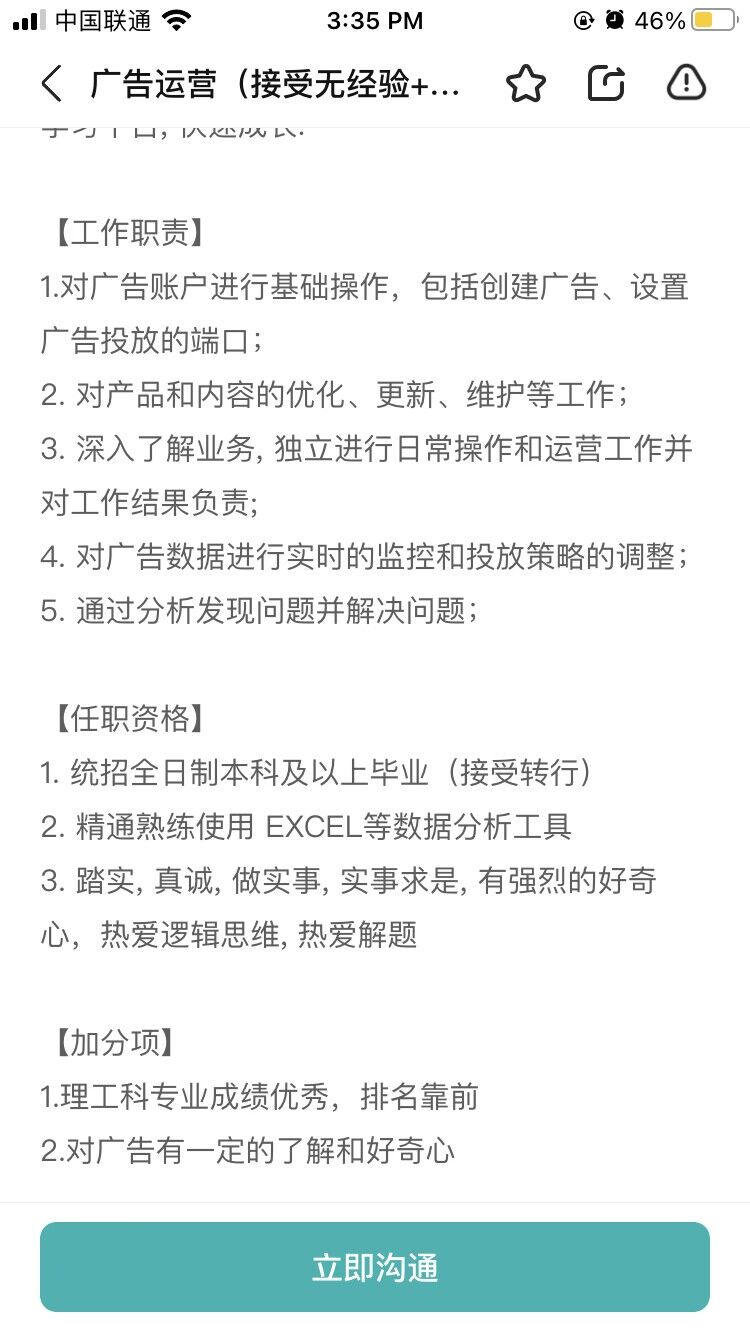 中国联通
3:35 PM
46%
广告运营（接受无经验+...
学习平台, 快速成长.
【工作职责】
1.对广告账户进行基础操作，包括创建广告、设置
广告投放的端口；
2. 对产品和内容的优化、更新、维护等工作；
3. 深入了解业务, 独立进行日常操作和运营工作并
对工作结果负责;
4. 对广告数据进行实时的监控和投放策略的调整；
5. 通过分析发现问题并解决问题；
【任职资格】
1. 统招全日制本科及以上毕业（接受转行）
2. 精通熟练使用 EXCEL等数据分析工具
3. 踏实, 真诚, 做实事, 实事求是, 有强烈的好奇
心，热爱逻辑思维, 热爱解题
【加分项】
1.理工科专业成绩优秀，排名靠前
2.对广告有一定的了解和好奇心
立即沟通